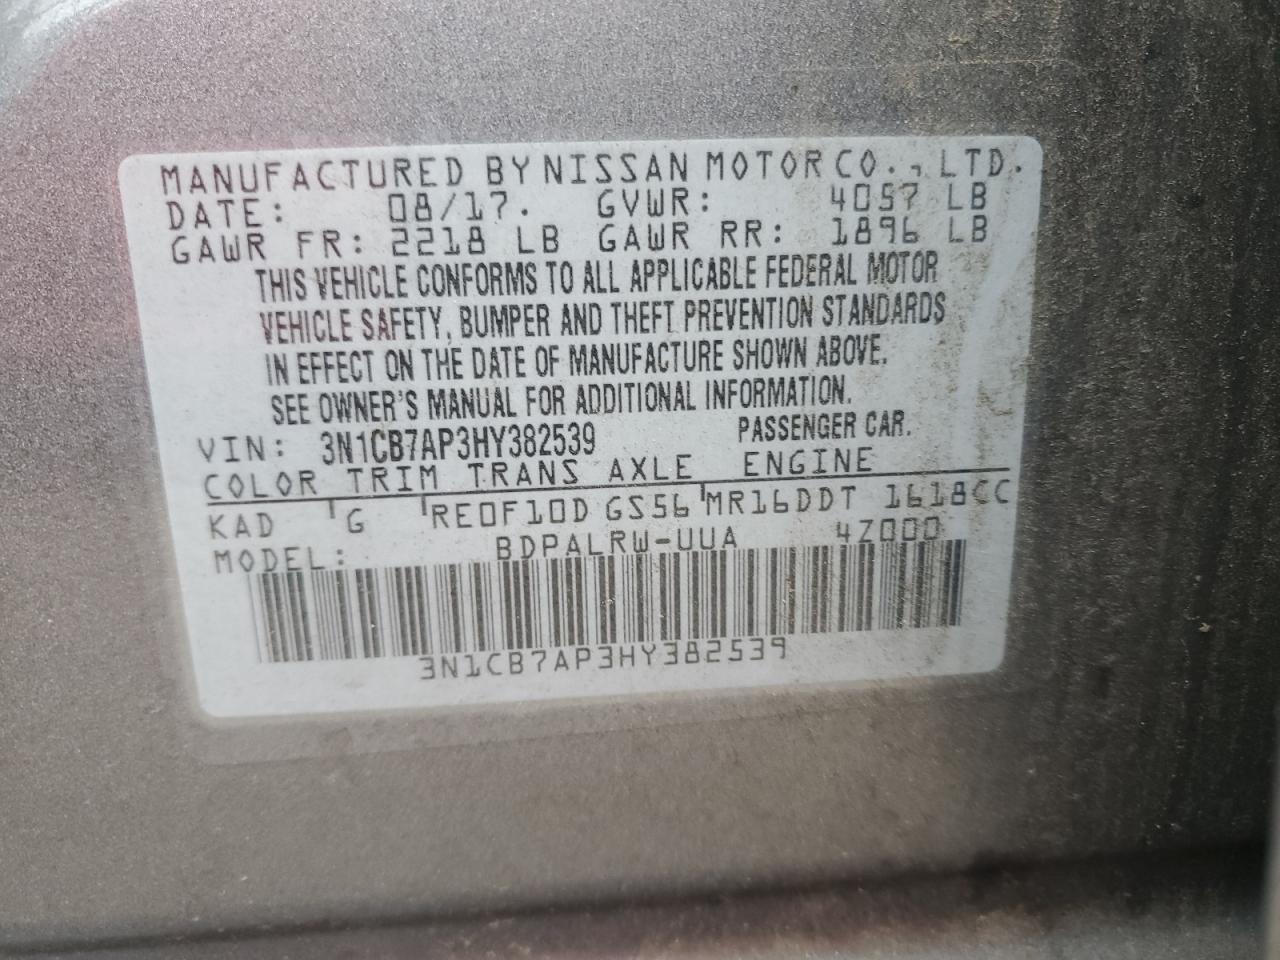 MANUFACTURED BY NISSAN MOTOR CO., LTD.
DATE: 08/17. GVWR: 4057 LB
GAWR FR: 2218 LB GAWR RR: 1896 LB
THIS VEHICLE CONFORMS TO ALL APPLICABLE FEDERAL MOTOR
VEHICLE SAFETY, BUMPER AND THEFT PREVENTION STANDARDS
IN EFFECT ON THE DATE OF MANUFACTURE SHOWN ABOVE.
SEE OWNER'S MANUAL FOR ADDITIONAL INFORMATION.
VIN: 3N1CB7AP3HY382539 PASSENGER CAR.
COLOR TRIM TRANS AXLE ENGINE
KAD G RE0F10D GS56 MR16DDT 1618CC
MODEL: BDPALRW-UUA 4Z000
3N1CB7AP3HY382539